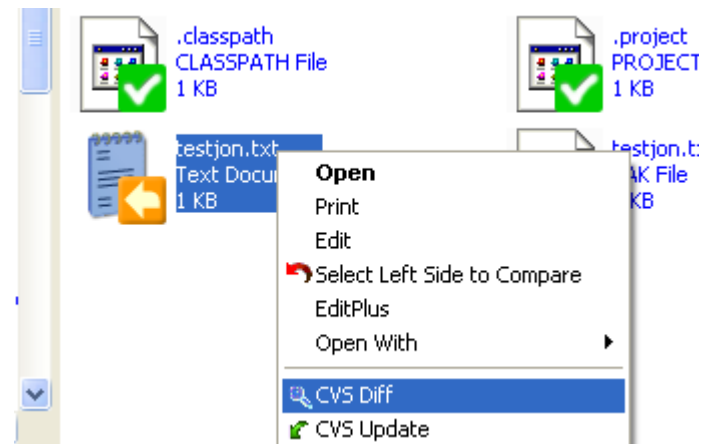 .classpath
CLASSPATH File
1 KB
.project
PROJECT
1 KB
testjon.txt
Text Docu
1 KB
testjon.t
AK File
KB
Open
Print
Edit
Select Left Side to Compare
EditPlus
Open With
CVS Diff
CVS Update